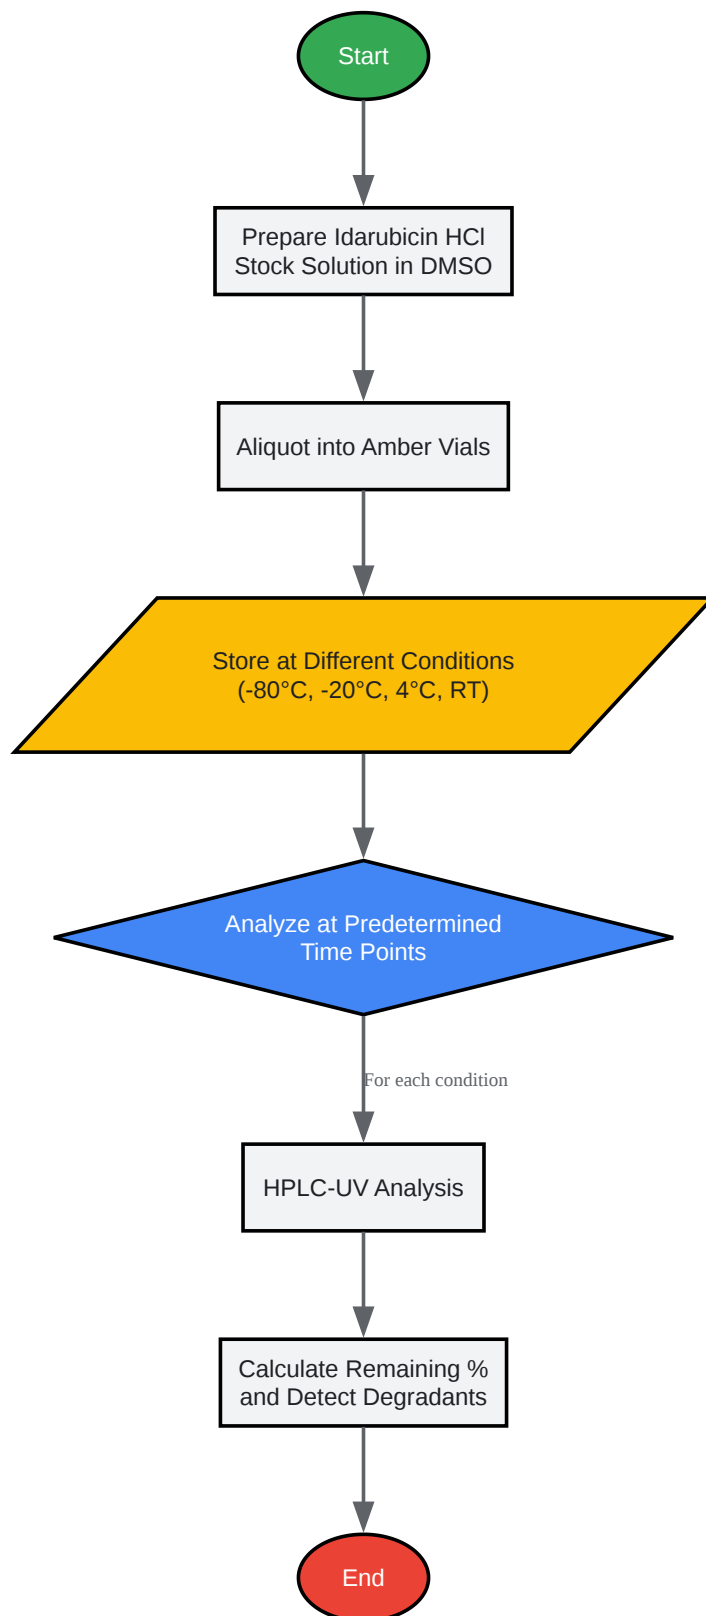 Start
Prepare Idarubicin HCl
Stock Solution in DMSO
Aliquot into Amber Vials
Store at Different Conditions
(-80°C, -20°C, 4°C, RT)
Analyze at Predetermined
Time Points
For each condition
HPLC-UV Analysis
Calculate Remaining %
and Detect Degradants
End